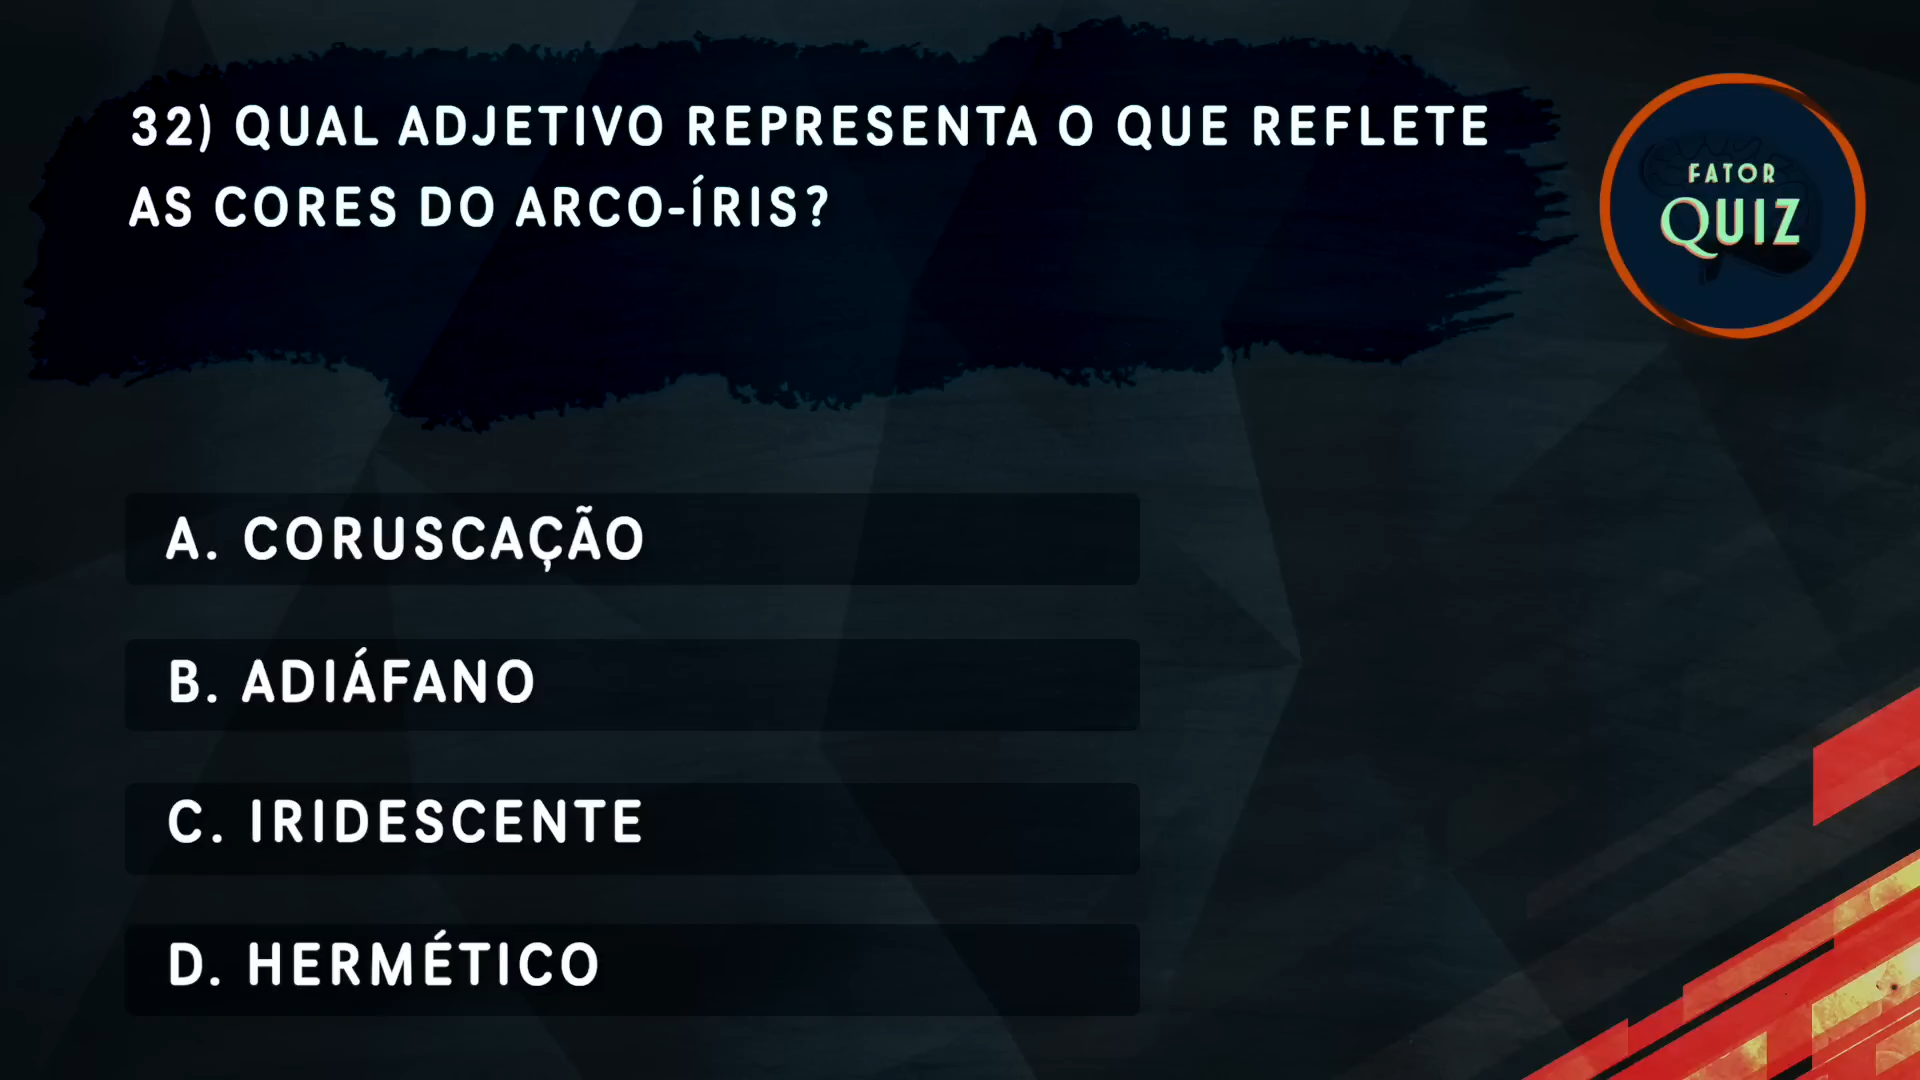 32) QUAL ADJETIVO REPRESENTA O QUE REFLETE
AS CORES DO ARCO-ÍRIS?
FATOR
QUIZ
A. CORUSCAÇÃO
B. ADIÁFANO
C. IRIDESCENTE
D. HERMÉTICO